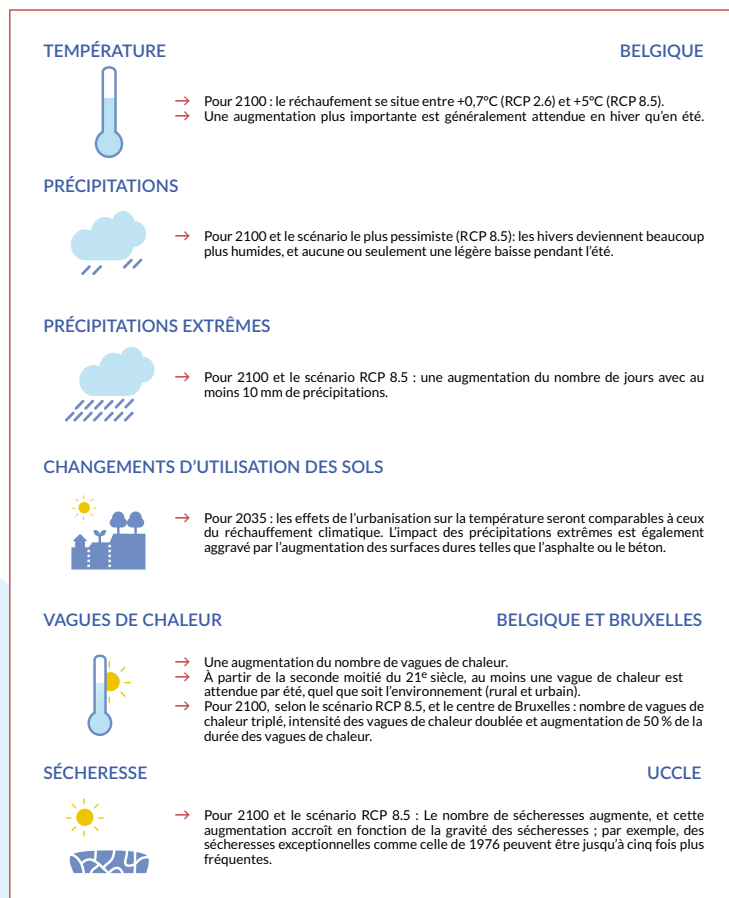 TEMPÉRATURE
BELGIQUE
→ Pour 2100 : le réchaufement se situe entre +0,7°C (RCP 2.6) et +5°C (RCP 8.5).
→ Une augmentation plus importante est généralement attendue en hiver qu’en été.
PRÉCIPITATIONS
→ Pour 2100 et le scénario le plus pessimiste (RCP 8.5): les hivers deviennent beaucoup
plus humides, et aucune ou seulement une légère baisse pendant l’été.
PRÉCIPITATIONS EXTRÊMES
→ Pour 2100 et le scénario RCP 8.5 : une augmentation du nombre de jours avec au
moins 10 mm de précipitations.
CHANGEMENTS D’UTILISATION DES SOLS
→ Pour 2035 : les effets de l’urbanisation sur la température seront comparables à ceux
du réchauffement climatique. L’impact des précipitations extrêmes est également
aggravé par l’augmentation des surfaces dures telles que l’asphalte ou le béton.
VAGUES DE CHALEUR
BELGIQUE ET BRUXELLES
→ Une augmentation du nombre de vagues de chaleur.
→ À partir de la seconde moitié du 21e siècle, au moins une vague de chaleur est
attendue par été, quel que soit l’environnement (rural et urbain).
→ Pour 2100, selon le scénario RCP 8.5, et le centre de Bruxelles : nombre de vagues de
chaleur triplé, intensité des vagues de chaleur doublée et augmentation de 50 % de la
durée des vagues de chaleur.
SÉCHERESSE
UCCLE
→ Pour 2100 et le scénario RCP 8.5 : Le nombre de sécheresses augmente, et cette
augmentation accroît en fonction de la gravité des sécheresses ; par exemple, des
sécheresses exceptionnelles comme celle de 1976 peuvent être jusqu’à cinq fois plus
fréquentes.